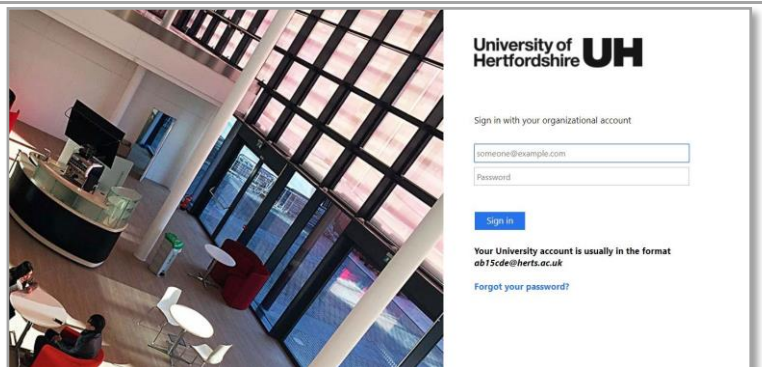 University of
Hertfordshire UH
Sign in with your organizational account
someone@example.com
Password
Sign in
Your University account is usually in the format
ab15cde@herts.ac.uk
Forgot your password?